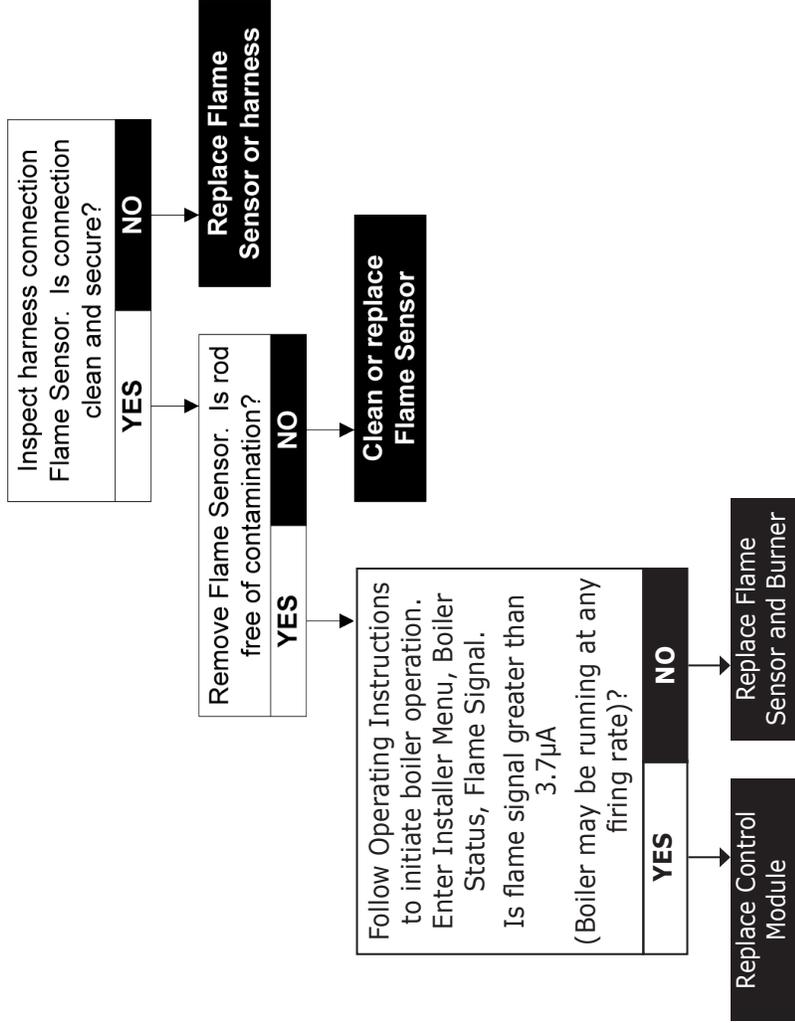 Inspect harness connection
Flame Sensor.  Is connection
clean and secure?
YES
NO
Replace Flame
Sensor or harness
Remove Flame Sensor.  Is rod
free of contamination?
YES
NO
Clean or replace
Flame Sensor
Follow Operating Instructions
to initiate boiler operation.
Enter Installer Menu, Boiler
Status, Flame Signal.
Is flame signal greater than
3.7µA
(Boiler may be running at any
firing rate)?
YES
NO
Replace Control
Module
Replace Flame
Sensor and Burner